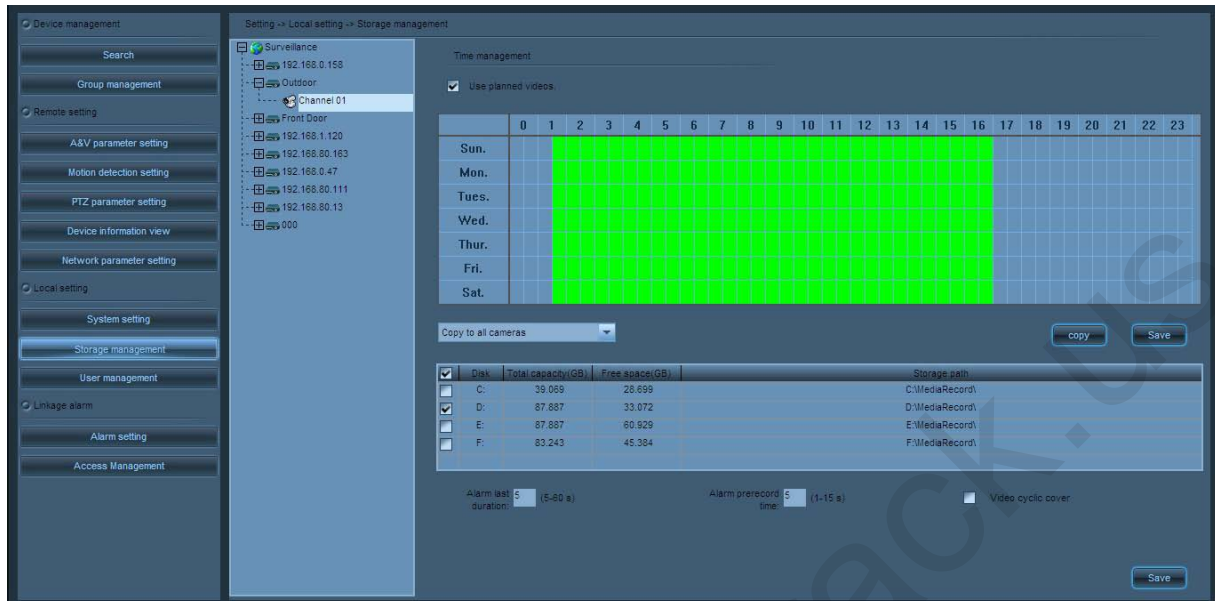 Device management
Search
Group management
Remote setting
A&V parameter setting
Motion detection setting
PTZ parameter setting
Device information view
Network parameter setting
Local setting
System setting
Storage management
User management
Linkage alarm
Alarm setting
Access Management
Setting -> Local setting -> Storage management
Surveillance
192.168.0.158
Outdoor
Channel 01
Front Door
192.168.1.120
192.168.80.163
192.168.0.47
192.168.80.111
192.168.80.13
000
Time management
Use planned videos.
0 1 2 3 4 5 6 7 8 9 10 11 12 13 14 15 16 17 18 19 20 21 22 23
Sun.
Mon.
Tues.
Wed.
Thur.
Fri.
Sat.
Copy to all cameras
copy Save
Disk Total capacity(GB) Free space(GB) Storage path
C: 39.069 28.699 C:\MediaRecord\
D: 87.887 33.072 D:\MediaRecord\
E: 87.887 60.929 E:\MediaRecord\
F: 83.243 45.384 F:\MediaRecord\
Alarm last duration: 5 (5-60 s)
Alarm prerecord time: 5 (1-15 s)
Video cyclic cover
Save
ack.us